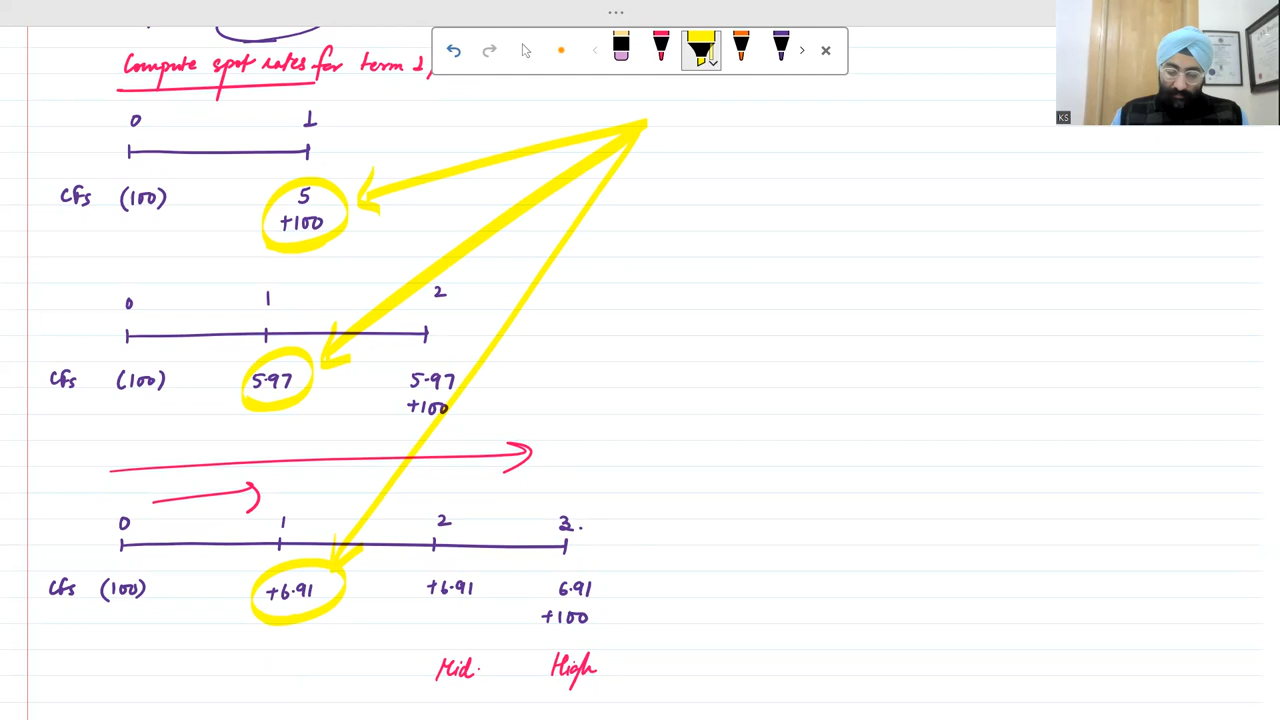 Compute spot rates for term 1,
0 1
CFs (100) 5
+100
0 1 2
CFs (100) 5.97 5.97
+100
0 1 2 3.
CFs (100) +6.91 +6.91 6.91
+100
Mid. High
KS